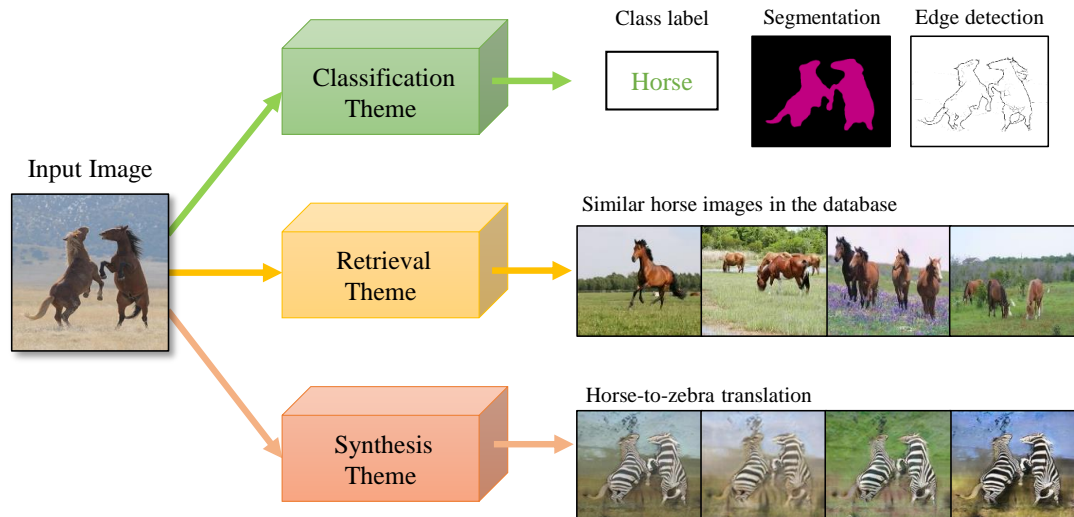 Class label
Segmentation
Edge detection
Classification
Theme
Horse
Input Image
Similar horse images in the database
Retrieval
Theme
Horse-to-zebra translation
Synthesis
Theme